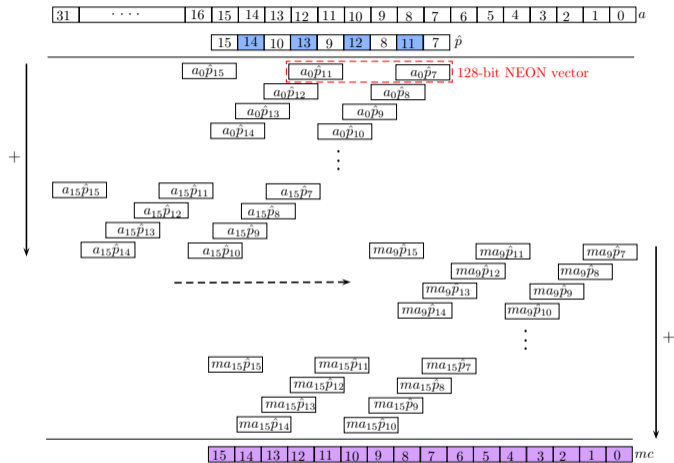 31 · · · · 16 15 14 13 12 11 10 9 8 7 6 5 4 3 2 1 0 a
15 14 13 10 9 12 8 11 7 p̂
a₀p̂₁₅ a₀p̂₁₁ a₀p̂₇ 128-bit NEON vector
a₀p̂₁₂ a₀p̂₈
a₀p̂₁₃ a₀p̂₉
a₀p̂₁₄ a₀p̂₁₀
+
⋮
a₁₅p̂₁₅ a₁₅p̂₁₁ a₁₅p̂₇
a₁₅p̂₁₂ a₁₅p̂₈
a₁₅p̂₁₃ a₁₅p̂₉
a₁₅p̂₁₄ a₁₅p̂₁₀ ma₉p̂₁₅ ma₉p̂₁₁ ma₉p̂₇
ma₉p̂₁₂ ma₉p̂₈
ma₉p̂₁₃ ma₉p̂₉
ma₉p̂₁₄ ma₉p̂₁₀
⋮
+
ma₁₅p̂₁₅ ma₁₅p̂₁₁ ma₁₅p̂₇
ma₁₅p̂₁₂ ma₁₅p̂₈
ma₁₅p̂₁₃ ma₁₅p̂₉
ma₁₅p̂₁₄ ma₁₅p̂₁₀
15 14 13 12 11 10 9 8 7 6 5 4 3 2 1 0 mc